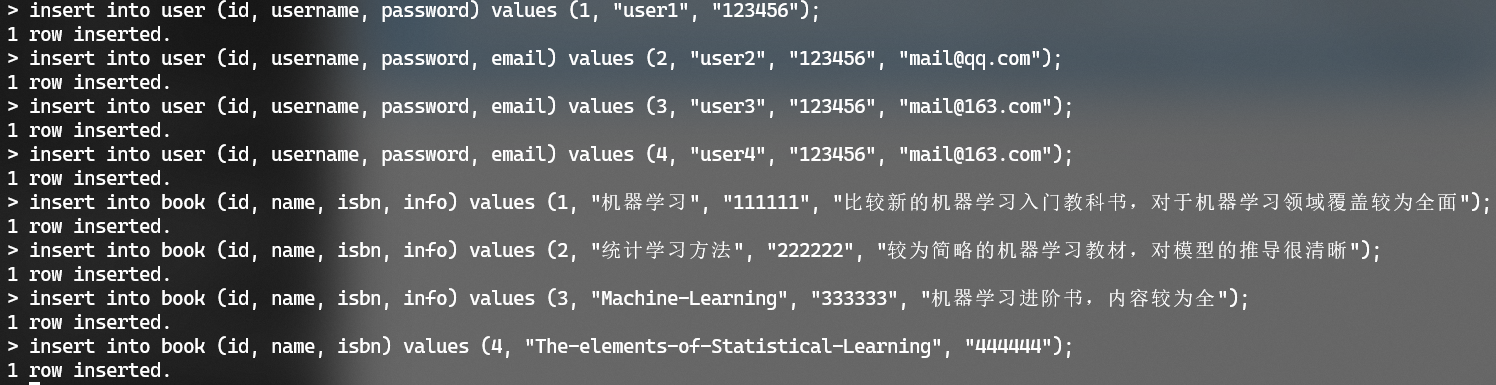 > insert into user (id, username, password) values (1, "user1", "123456");
1 row inserted.
> insert into user (id, username, password, email) values (2, "user2", "123456", "mail@qq.com");
1 row inserted.
> insert into user (id, username, password, email) values (3, "user3", "123456", "mail@163.com");
1 row inserted.
> insert into user (id, username, password, email) values (4, "user4", "123456", "mail@163.com");
1 row inserted.
> insert into book (id, name, isbn, info) values (1, "机器学习", "111111", "比较新的机器学习入门教科书，对于机器学习领域覆盖较为全面");
1 row inserted.
> insert into book (id, name, isbn, info) values (2, "统计学习方法", "222222", "较为简略的机器学习教材，对模型的推导很清晰");
1 row inserted.
> insert into book (id, name, isbn, info) values (3, "Machine-Learning", "333333", "机器学习进阶书，内容较为全");
1 row inserted.
> insert into book (id, name, isbn) values (4, "The-elements-of-Statistical-Learning", "444444");
1 row inserted.